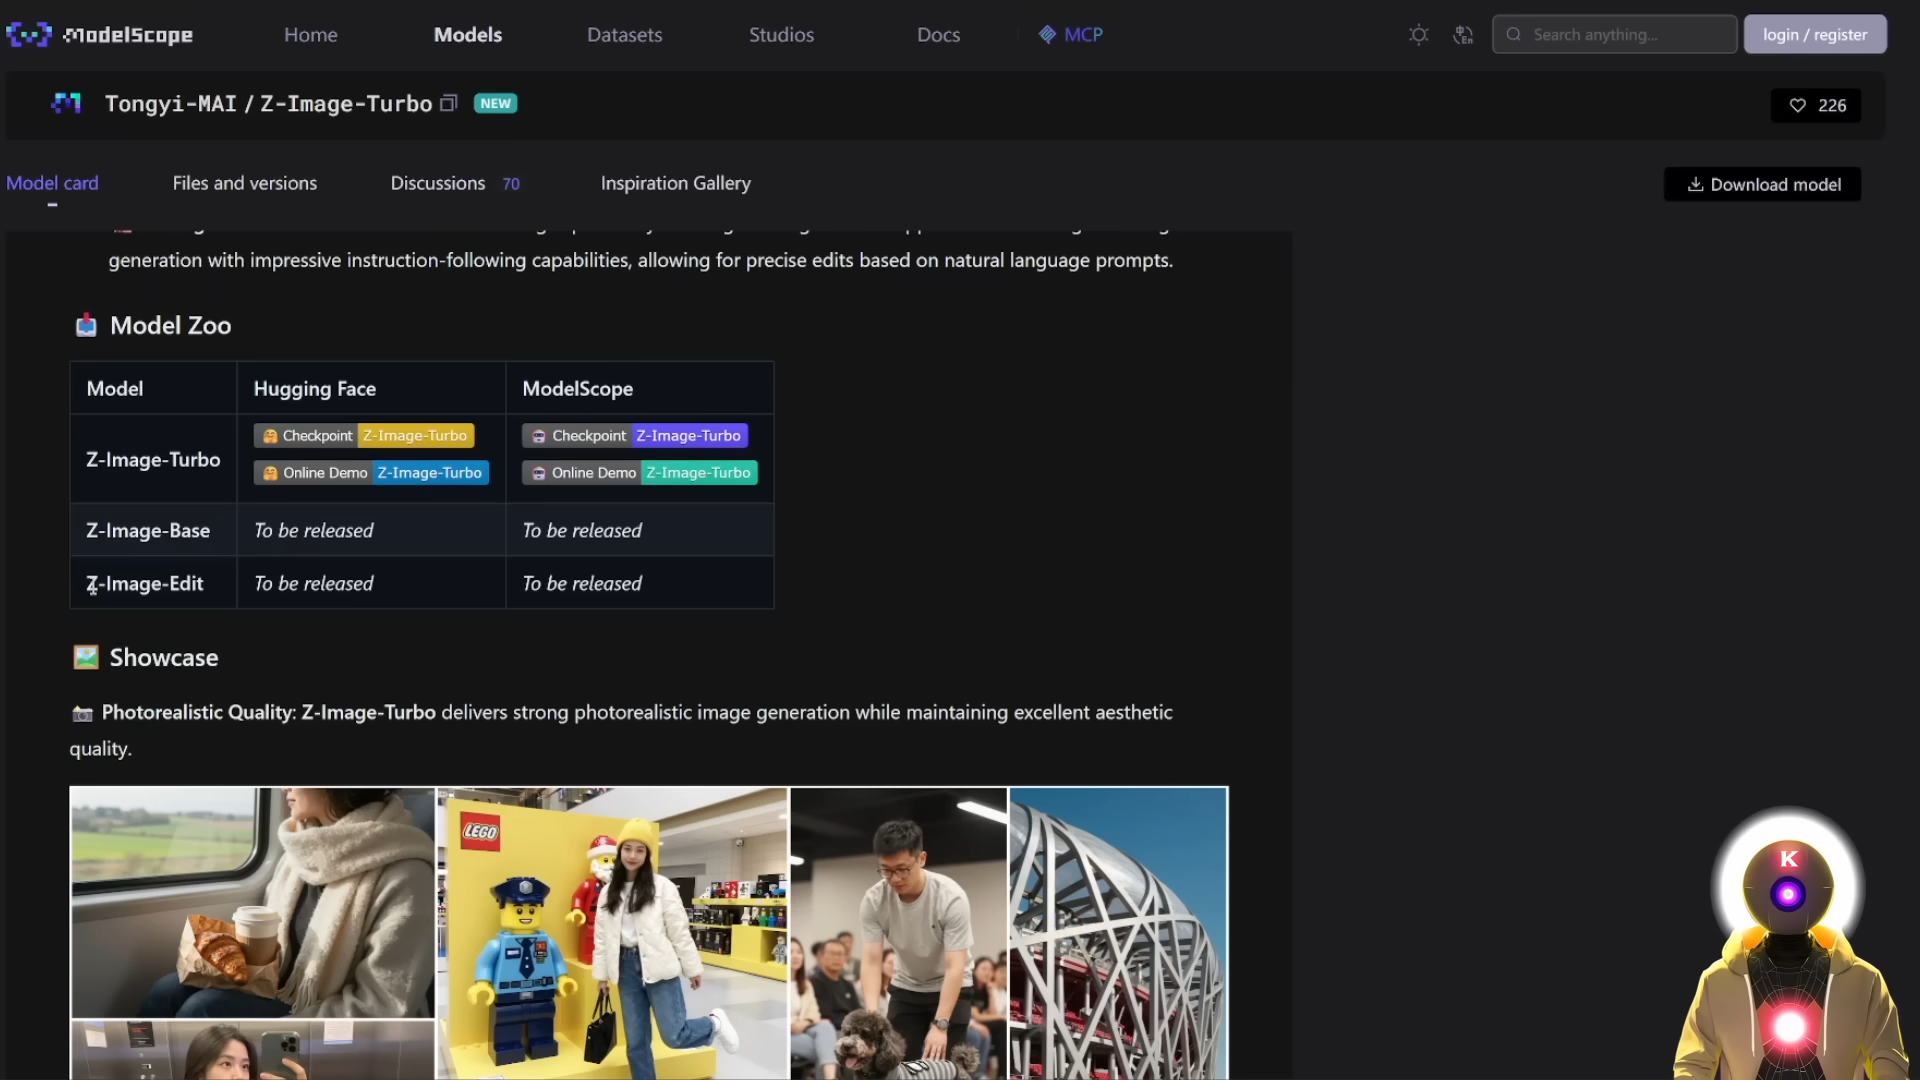 ModelScope
Home
Models
Datasets
Studios
Docs
MCP
Search anything...
login / register
Tongyi-MAI / Z-Image-Turbo
NEW
226
Model card
Files and versions
Discussions 70
Inspiration Gallery
Download model
generation with impressive instruction-following capabilities, allowing for precise edits based on natural language prompts.
Model Zoo
Model Hugging Face ModelScope
Z-Image-Turbo
Checkpoint Z-Image-Turbo
Online Demo Z-Image-Turbo
Checkpoint Z-Image-Turbo
Online Demo Z-Image-Turbo
Z-Image-Base To be released To be released
Z-Image-Edit To be released To be released
Showcase
Photorealistic Quality: Z-Image-Turbo delivers strong photorealistic image generation while maintaining excellent aesthetic
quality.
LEGO
K